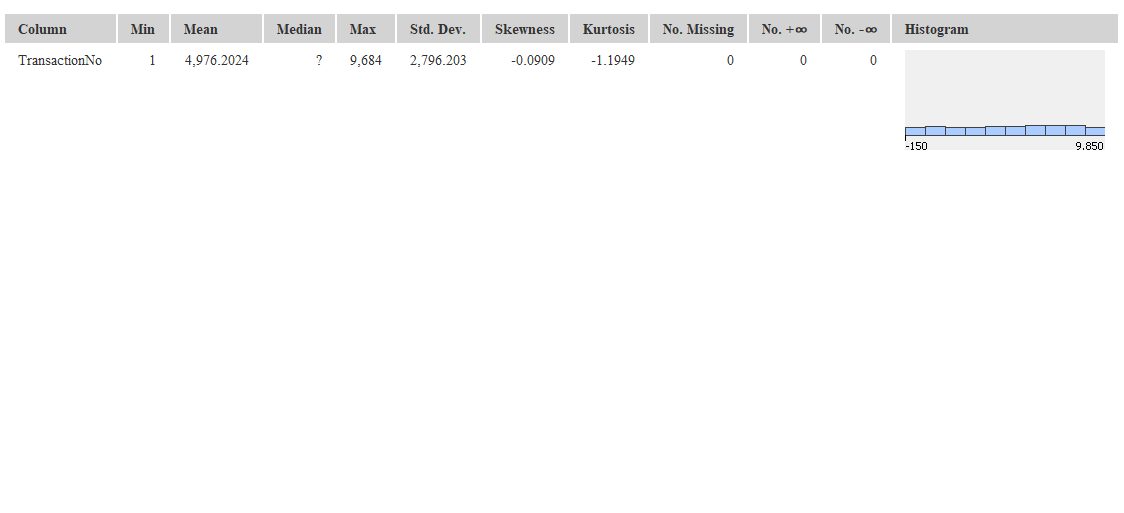 Column Min Mean Median Max Std. Dev. Skewness Kurtosis No. Missing No. +∞ No. -∞ Histogram
TransactionNo 1 4,976.2024 ? 9,684 2,796.203 -0.0909 -1.1949 0 0 0
-150 9.850